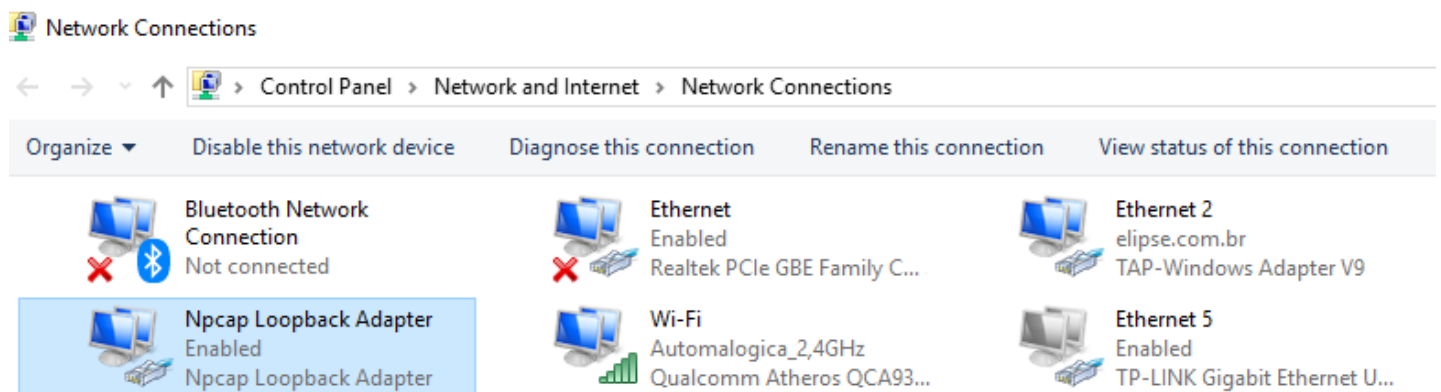 Network Connections
Control Panel > Network and Internet > Network Connections
Organize Disable this network device Diagnose this connection Rename this connection View status of this connection
Bluetooth Network
Connection
Not connected
Ethernet
Enabled
Realtek PCIe GBE Family C...
Ethernet 2
elipse.com.br
TAP-Windows Adapter V9
Npcap Loopback Adapter
Enabled
Npcap Loopback Adapter
Wi-Fi
Automalogica_2,4GHz
Qualcomm Atheros QCA93...
Ethernet 5
Enabled
TP-LINK Gigabit Ethernet U...